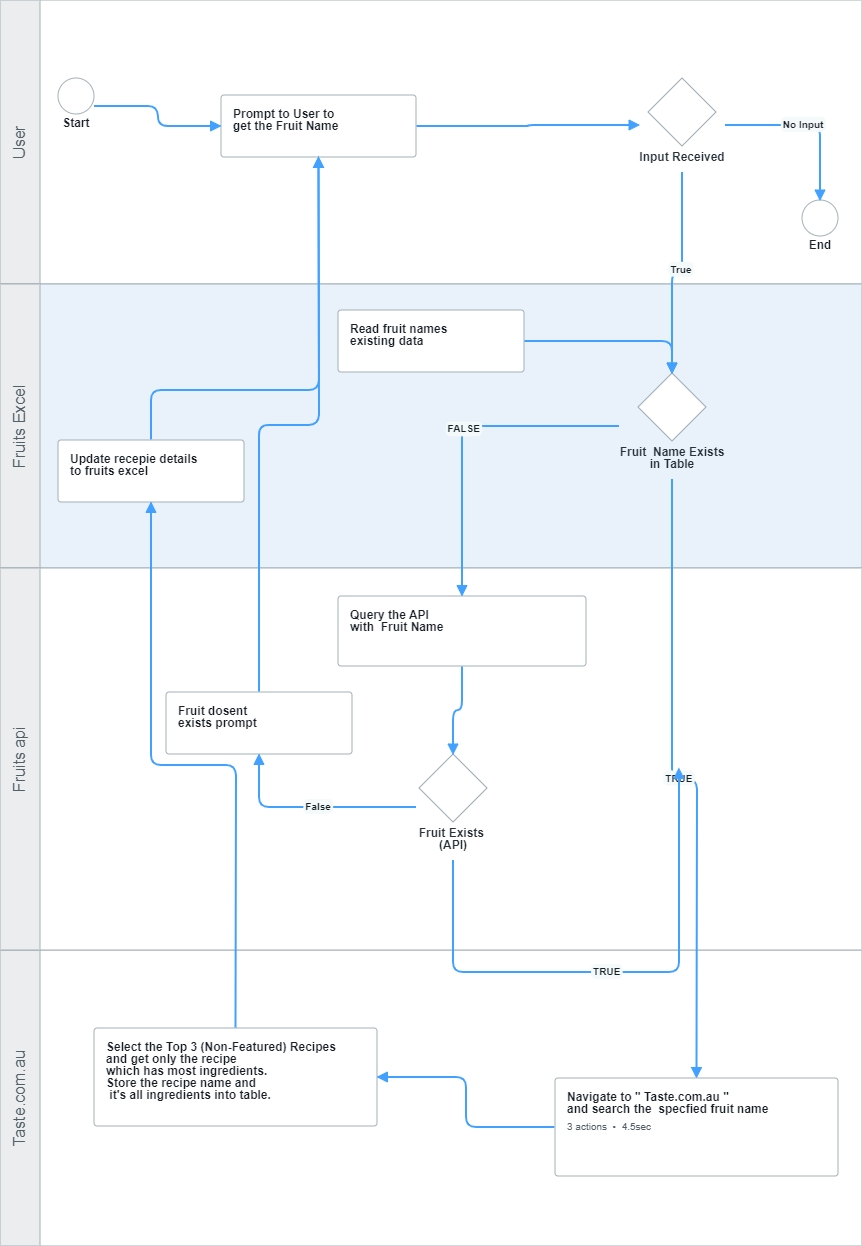 User
Start
Prompt to User to
get the Fruit Name
Input Received
No Input
End
True
Fruits Excel
Read fruit names
existing data
Fruit  Name Exists
in Table
FALSE
Update recepie details
to fruits excel
Fruits api
Query the API
with  Fruit Name
Fruit dosent
exists prompt
TRUE
False
Fruit Exists
(API)
TRUE
Taste.com.au
Select the Top 3 (Non-Featured) Recipes
and get only the recipe
which has most ingredients.
Store the recipe name and
it's all ingredients into table.
Navigate to " Taste.com.au "
and search the  specfied fruit name
3 actions • 4.5sec